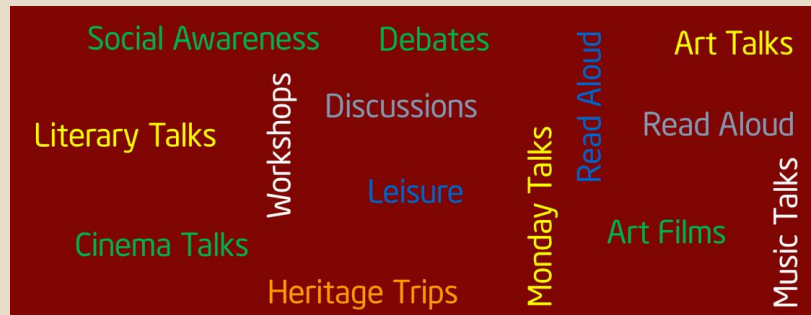 Social Awareness
Debates
Art Talks
Read Aloud
Workshops
Discussions
Read Aloud
Literary Talks
Monday Talks
Leisure
Music Talks
Cinema Talks
Art Films
Heritage Trips